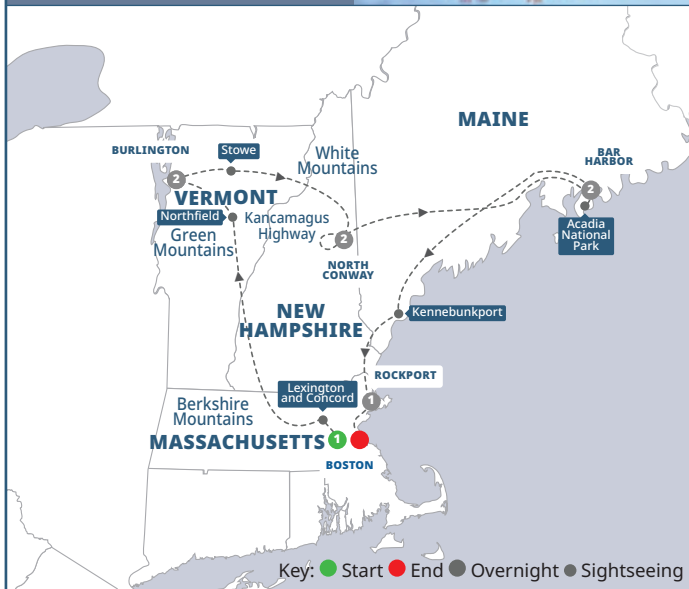 MAINE
BURLINGTON
Stowe
White
Mountains
BAR
HARBOR
2
2
VERMONT
Northfield
Kancamagus
Highway
Green
Mountains
2
Acadia
National
Park
NORTH
CONWAY
NEW
HAMPSHIRE
Kennebunkport
ROCKPORT
Lexington
and Concord
1
Berkshire
Mountains
MASSACHUSETTS
1
BOSTON
Key: Start End Overnight Sightseeing